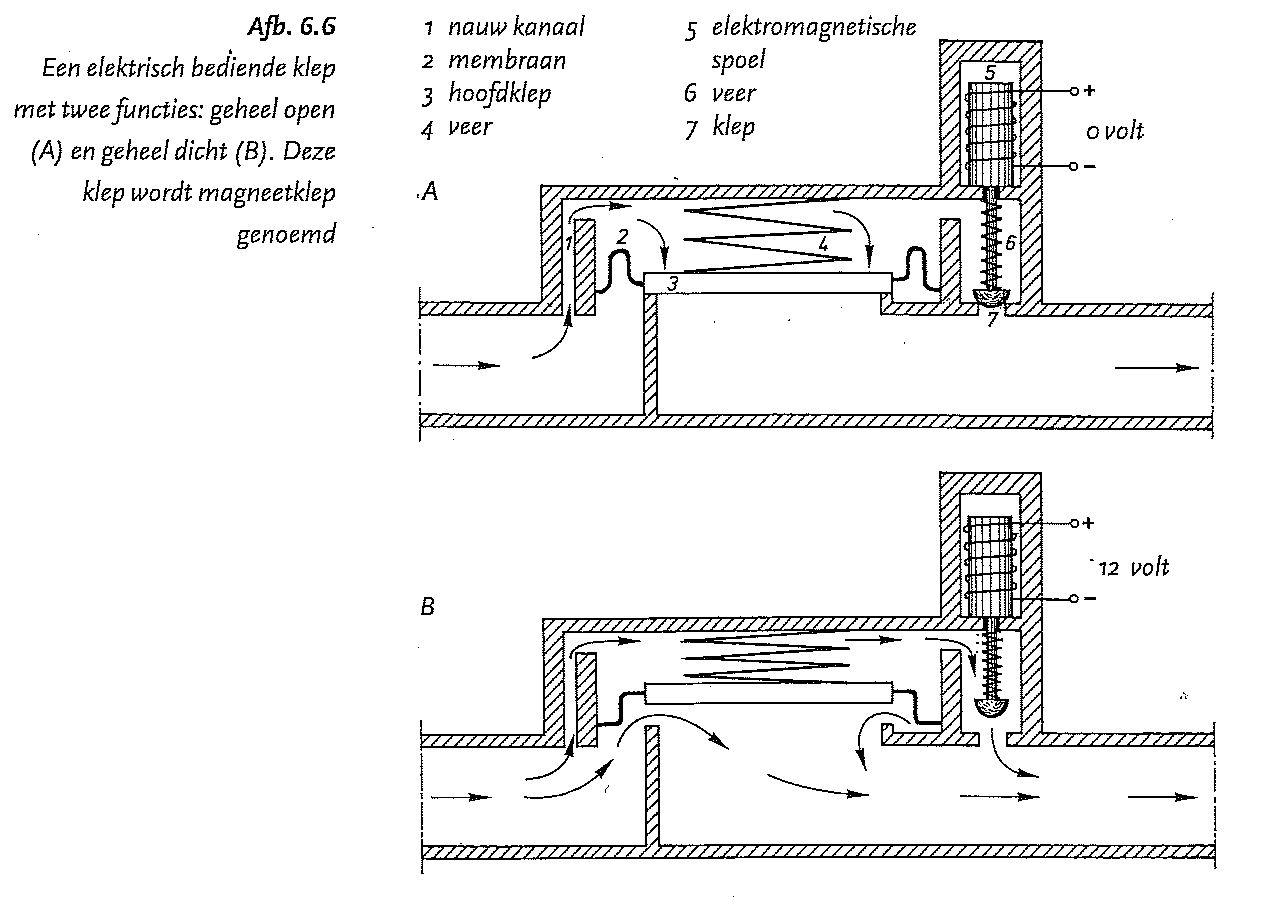 Afb. 6.6
Een elektrisch bediende klep
met twee functies: geheel open
(A) en geheel dicht (B). Deze
klep wordt magneetklep
genoemd
1 nauw kanaal
2 membraan
3 hoofdklep
4 veer
5 elektromagnetische
spoel
6 veer
7 klep
A
5
+
0 volt
–
1
2
3
4
6
7
B
+
12 volt
–